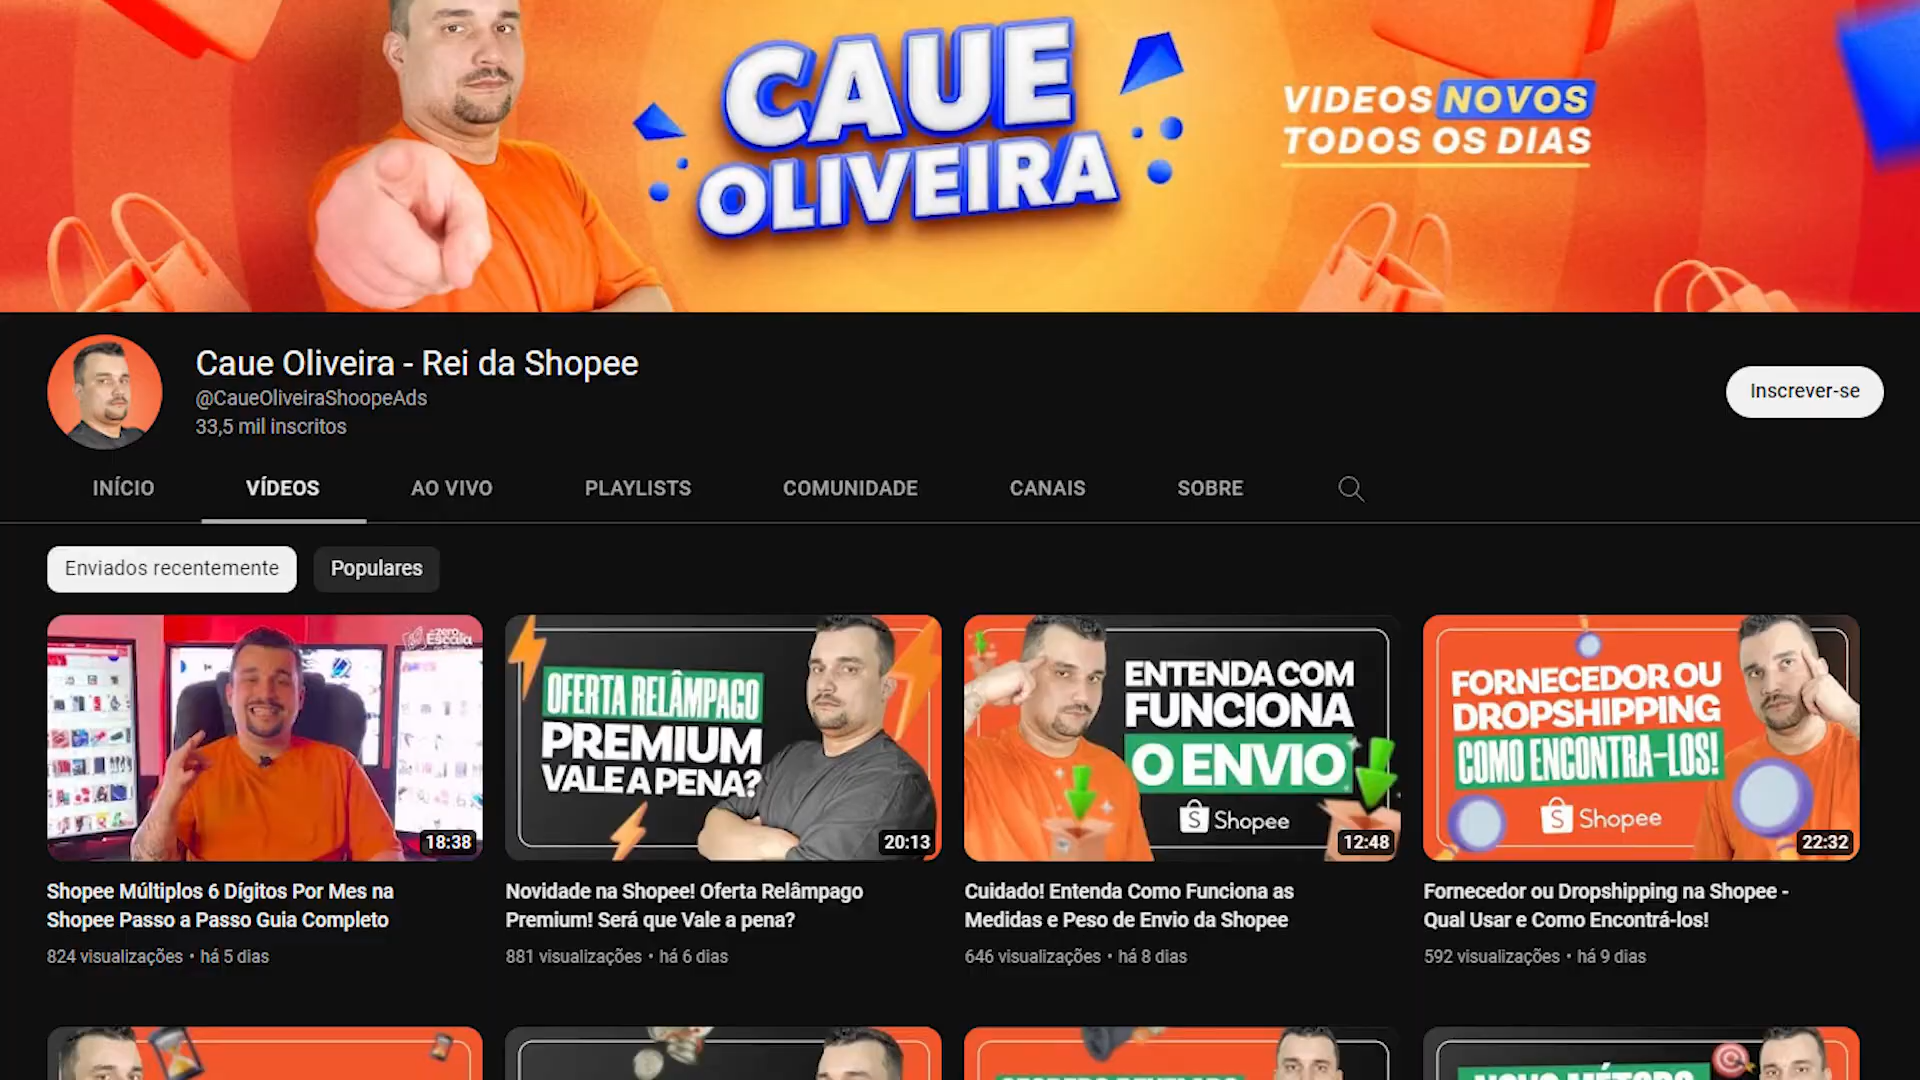 CAUE
OLIVEIRA
VIDEOS NOVOS
TODOS OS DIAS
Caue Oliveira - Rei da Shopee
@CaueOliveiraShoopeAds
33,5 mil inscritos
Inscrever-se
INÍCIO
VÍDEOS
AO VIVO
PLAYLISTS
COMUNIDADE
CANAIS
SOBRE
Enviados recentemente
Populares
zero
Escala
18:38
OFERTA RELÂMPAGO
PREMIUM
VALE A PENA?
20:13
ENTENDA COM
FUNCIONA
O ENVIO
Shopee
12:48
FORNECEDOR OU
DROPSHIPPING
COMO ENCONTRA-LOS!
Shopee
22:32
Shopee Múltiplos 6 Dígitos Por Mes na
Shopee Passo a Passo Guia Completo
824 visualizações • há 5 dias
Novidade na Shopee! Oferta Relâmpago
Premium! Será que Vale a pena?
881 visualizações • há 6 dias
Cuidado! Entenda Como Funciona as
Medidas e Peso de Envio da Shopee
646 visualizações • há 8 dias
Fornecedor ou Dropshipping na Shopee -
Qual Usar e Como Encontrá-los!
592 visualizações • há 9 dias
NOVO MÉTODO